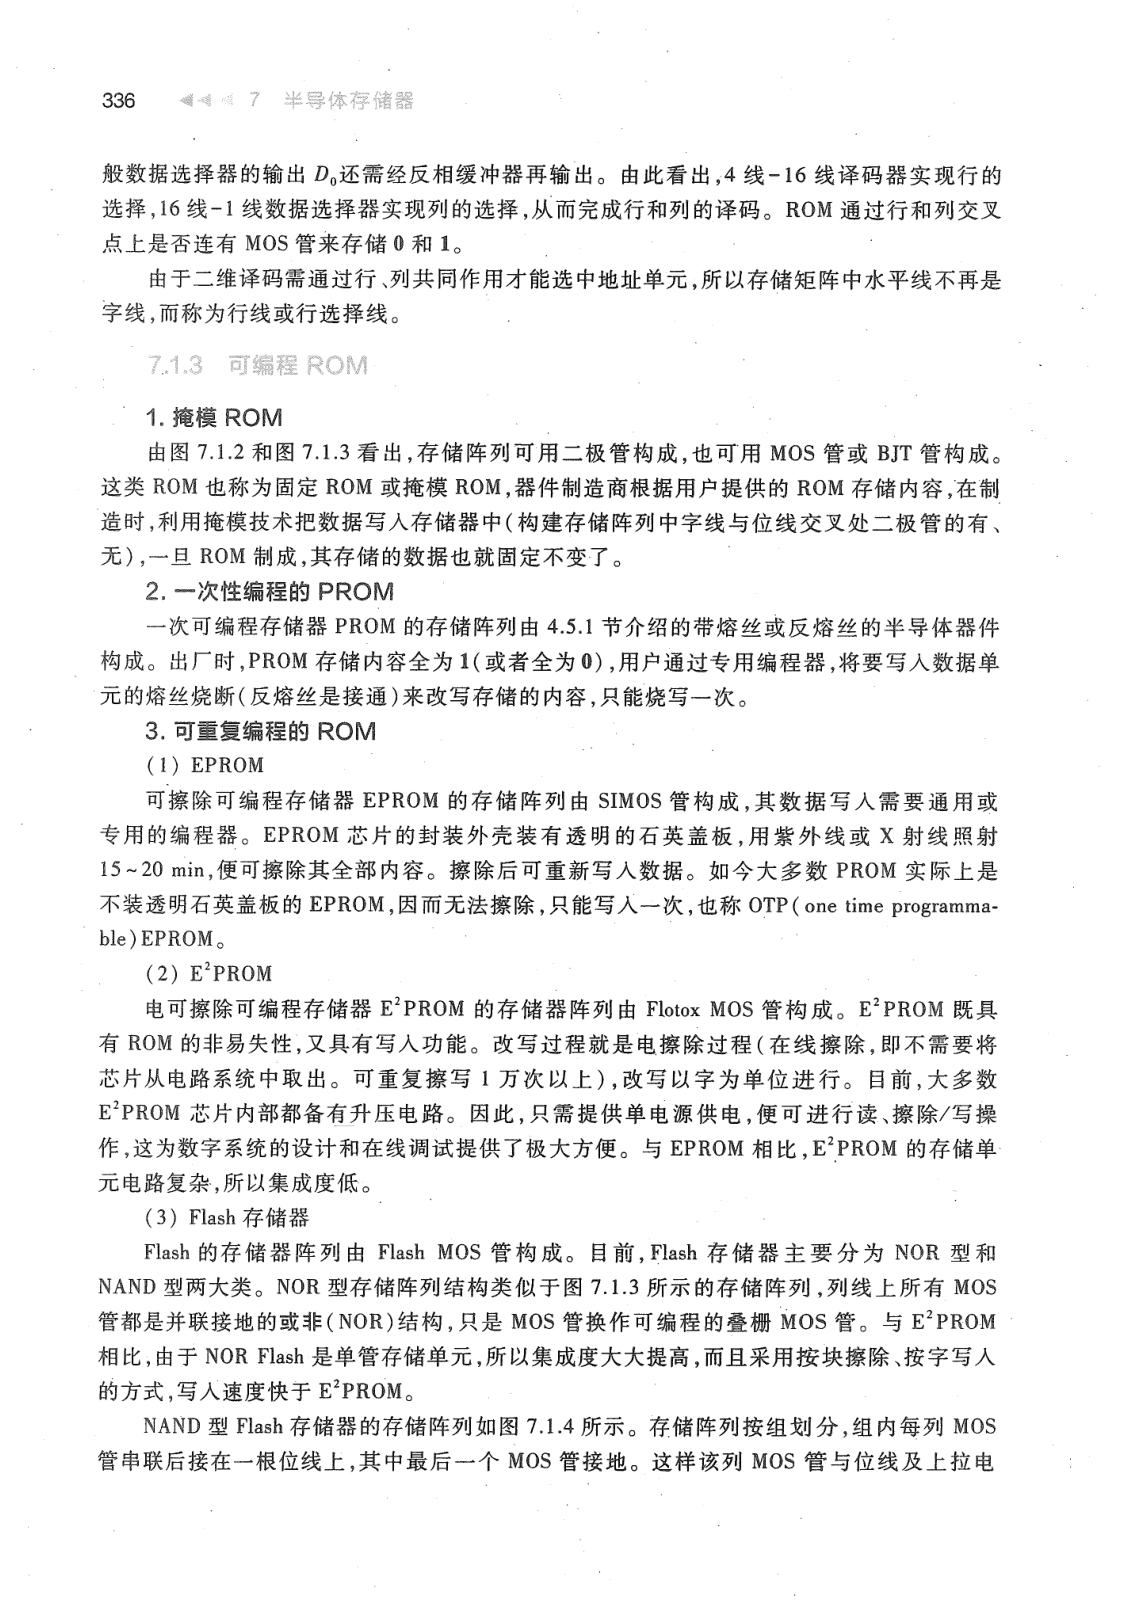 336 7 半导体存储器
般数据选择器的输出 D₀还需经反相缓冲器再输出。由此看出,4 线-16 线译码器实现行的
选择,16 线-1 线数据选择器实现列的选择,从而完成行和列的译码。ROM 通过行和列交叉
点上是否连有 MOS 管来存储 0 和 1。
由于二维译码需通过行、列共同作用才能选中地址单元,所以存储矩阵中水平线不再是
字线,而称为行线或行选择线。
7.1.3 可编程 ROM
1. 掩模 ROM
由图 7.1.2 和图 7.1.3 看出,存储阵列可用二极管构成,也可用 MOS 管或 BJT 管构成。
这类 ROM 也称为固定 ROM 或掩模 ROM,器件制造商根据用户提供的 ROM 存储内容,在制
造时,利用掩模技术把数据写入存储器中(构建存储阵列中字线与位线交叉处二极管的有、
无),一旦 ROM 制成,其存储的数据也就固定不变了。
2. 一次性编程的 PROM
一次可编程存储器 PROM 的存储阵列由 4.5.1 节介绍的带熔丝或反熔丝的半导体器件
构成。出厂时,PROM 存储内容全为 1(或者全为 0),用户通过专用编程器,将要写入数据单
元的熔丝烧断(反熔丝是接通)来改写存储的内容,只能烧写一次。
3. 可重复编程的 ROM
(1) EPROM
可擦除可编程存储器 EPROM 的存储阵列由 SIMOS 管构成,其数据写入需要通用或
专用的编程器。EPROM 芯片的封装外壳装有透明的石英盖板,用紫外线或 X 射线照射
15~20 min,便可擦除其全部内容。擦除后可重新写入数据。如今大多数 PROM 实际上是
不装透明石英盖板的 EPROM,因而无法擦除,只能写入一次,也称 OTP(one time programma-
ble)EPROM。
(2) E²PROM
电可擦除可编程存储器 E²PROM 的存储器阵列由 Flotox MOS 管构成。E²PROM 既具
有 ROM 的非易失性,又具有写入功能。改写过程就是电擦除过程(在线擦除,即不需要将
芯片从电路系统中取出。可重复擦写 1 万次以上),改写以字为单位进行。目前,大多数
E²PROM 芯片内部都备有升压电路。因此,只需提供单电源供电,便可进行读、擦除/写操
作,这为数字系统的设计和在线调试提供了极大方便。与 EPROM 相比,E²PROM 的存储单
元电路复杂,所以集成度低。
(3) Flash 存储器
Flash 的存储器阵列由 Flash MOS 管构成。目前,Flash 存储器主要分为 NOR 型和
NAND 型两大类。NOR 型存储阵列结构类似于图 7.1.3 所示的存储阵列,列线上所有 MOS
管都是并联接地的或非(NOR)结构,只是 MOS 管换作可编程的叠栅 MOS 管。与 E²PROM
相比,由于 NOR Flash 是单管存储单元,所以集成度大大提高,而且采用按块擦除、按字写入
的方式,写入速度快于 E²PROM。
NAND 型 Flash 存储器的存储阵列如图 7.1.4 所示。存储阵列按组划分,组内每列 MOS
管串联后接在一根位线上,其中最后一个 MOS 管接地。这样该列 MOS 管与位线及上拉电